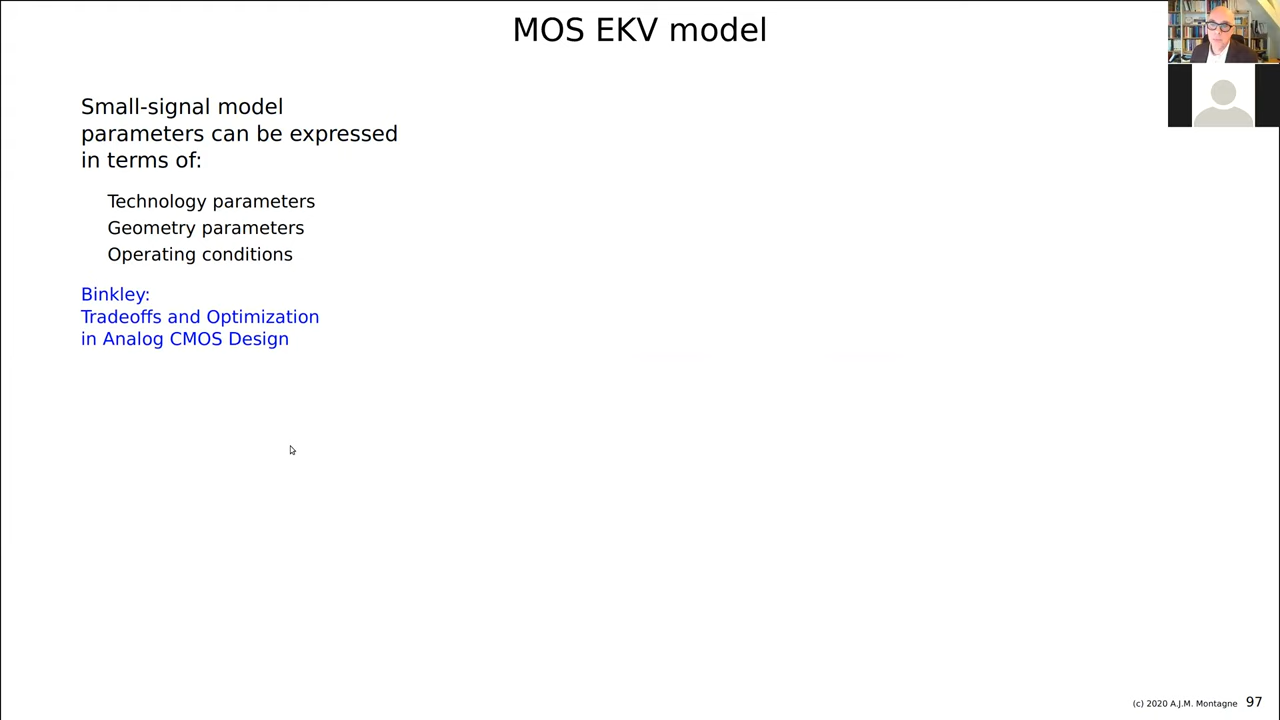 MOS EKV model
Small-signal model
parameters can be expressed
in terms of:
Technology parameters
Geometry parameters
Operating conditions
Binkley:
Tradeoffs and Optimization
in Analog CMOS Design
(c) 2020 A.J.M. Montagne 97